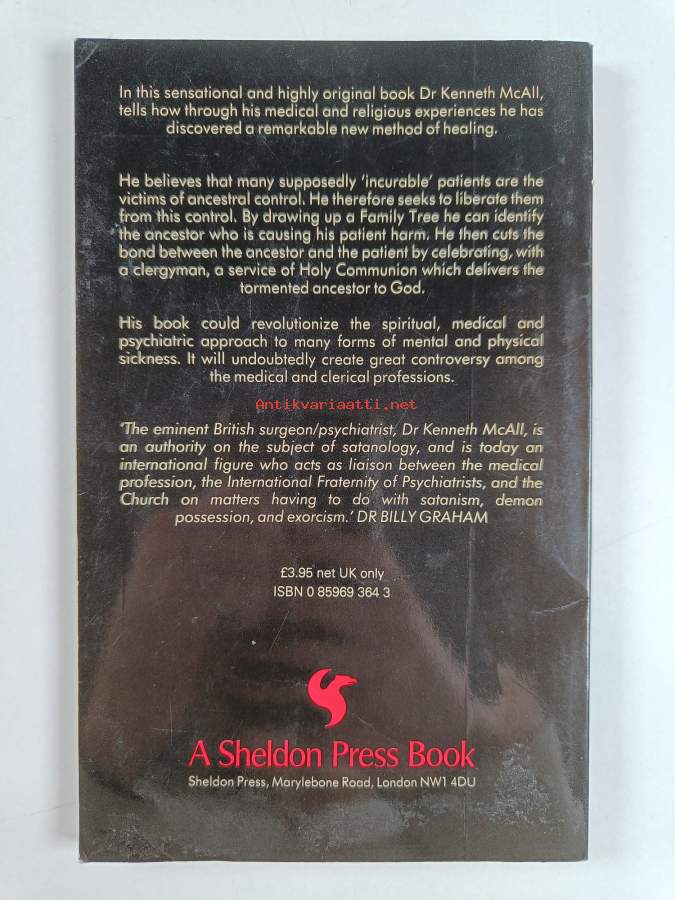 In this sensational and highly original book Dr Kenneth McAll,
tells how through his medical and religious experiences he has
discovered a remarkable new method of healing.
He believes that many supposedly 'incurable' patients are the
victims of ancestral control. He therefore seeks to liberate them
from this control. By drawing up a Family Tree he can identify
the ancestor who is causing his patient harm. He then cuts the
bond between the ancestor and the patient by celebrating, with
a clergyman, a service of Holy Communion which delivers the
tormented ancestor to God.
His book could revolutionize the spiritual, medical and
psychiatric approach to many forms of mental and physical
sickness. It will undoubtedly create great controversy among
the medical and clerical professions.
Antikvariaatti.net
'The eminent British surgeon/psychiatrist, Dr Kenneth McAll, is
an authority on the subject of satanology, and is today an
international figure who acts as liaison between the medical
profession, the International Fraternity of Psychiatrists, and the
Church on matters having to do with satanism, demon
possession, and exorcism.' DR BILLY GRAHAM
£3.95 net UK only
ISBN 0 85969 364 3
A Sheldon Press Book
Sheldon Press, Marylebone Road, London NW1 4DU